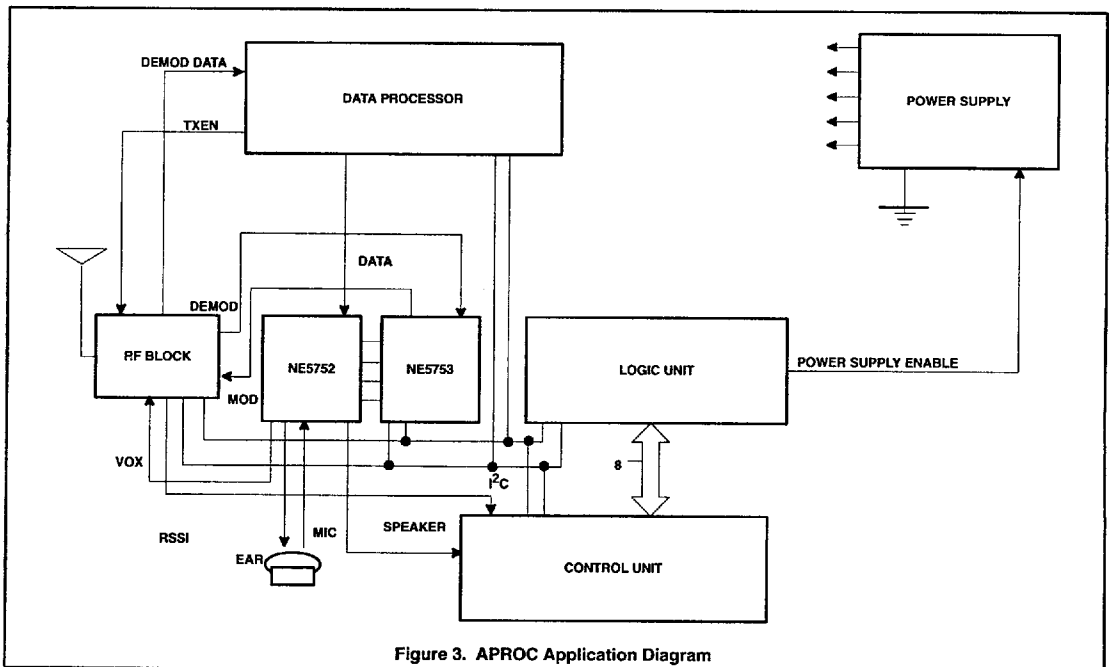 DEMOD DATA
DATA PROCESSOR
POWER SUPPLY
TXEN
DATA
DEMOD
RF BLOCK
NE5752
NE5753
LOGIC UNIT
POWER SUPPLY ENABLE
MOD
VOX
8
I²C
RSSI
MIC
SPEAKER
EAR
CONTROL UNIT
Figure 3. APROC Application Diagram